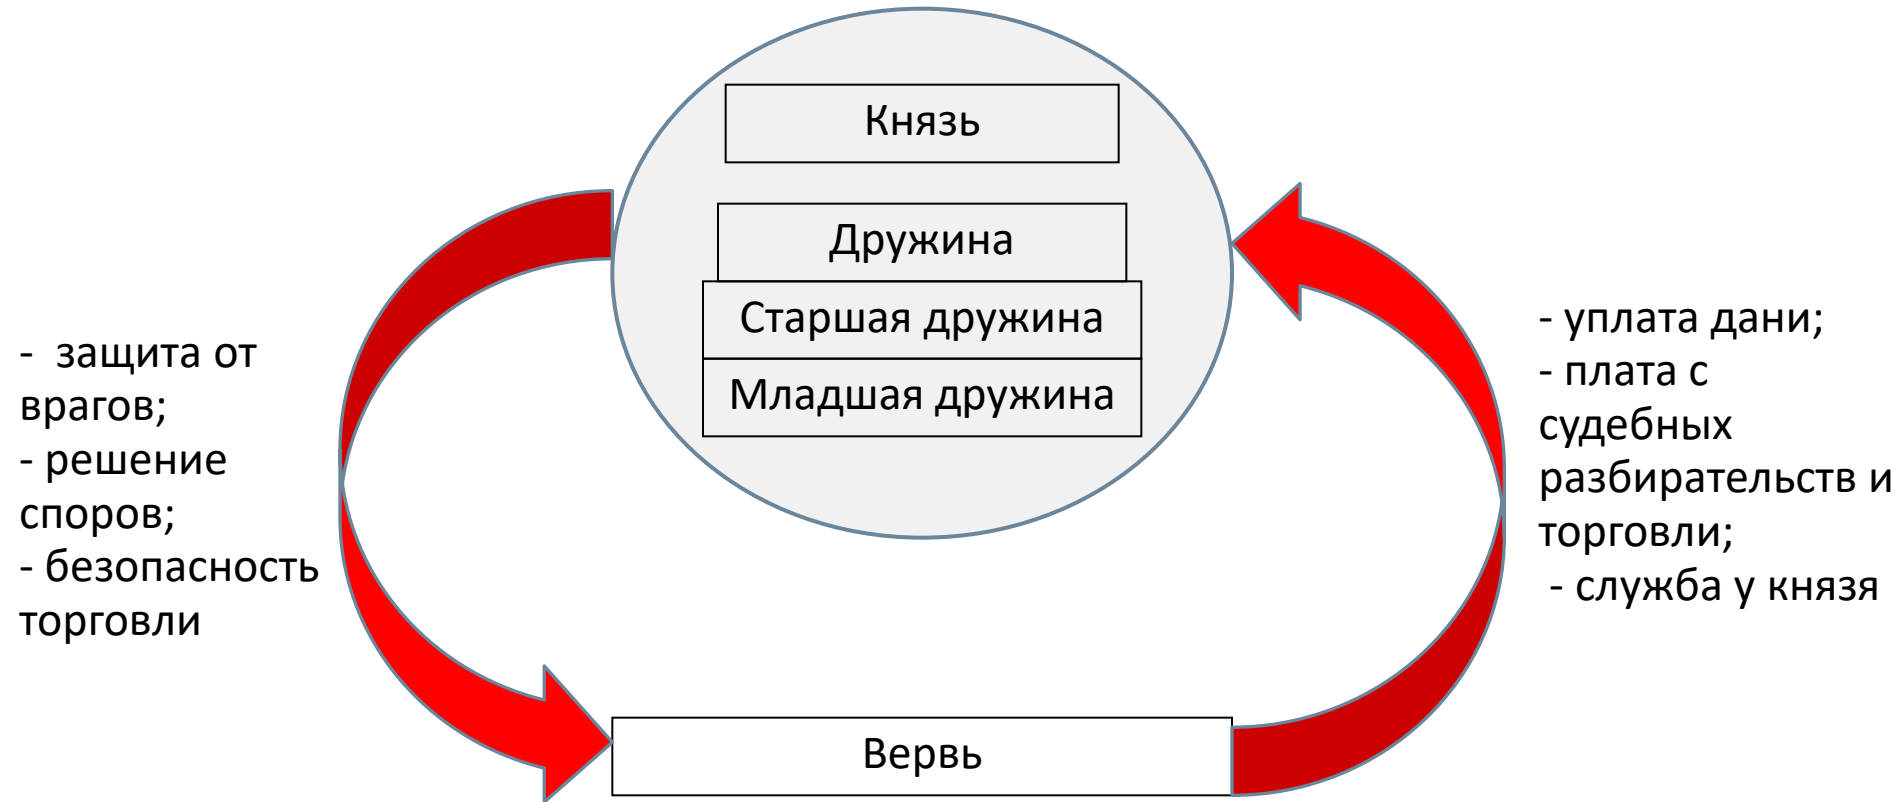 Князь
Дружина
Старшая дружина
Младшая дружина
- защита от
врагов;
- решение
споров;
- безопасность
торговли
- уплата дани;
- плата с
судебных
разбирательств и
торговли;
- служба у князя
Вервь